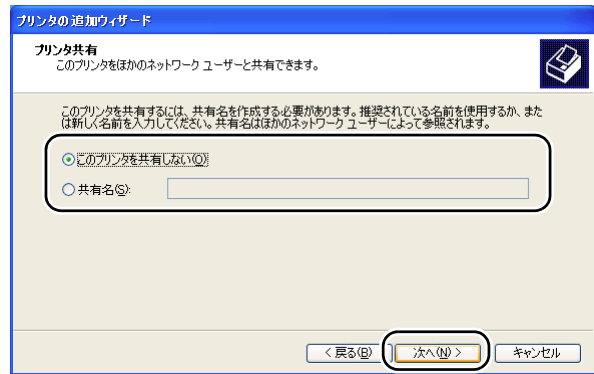 プリンタの追加ウィザード
プリンタ共有
このプリンタをほかのネットワーク ユーザーと共有できます。
このプリンタを共有するには、共有名を作成する必要があります。推奨されている名前を使用するか、また
は新しく名前を入力してください。共有名はほかのネットワーク ユーザーによって参照されます。
このプリンタを共有しない(O)
共有名(S):
< 戻る(B)
次へ(N) >
キャンセル